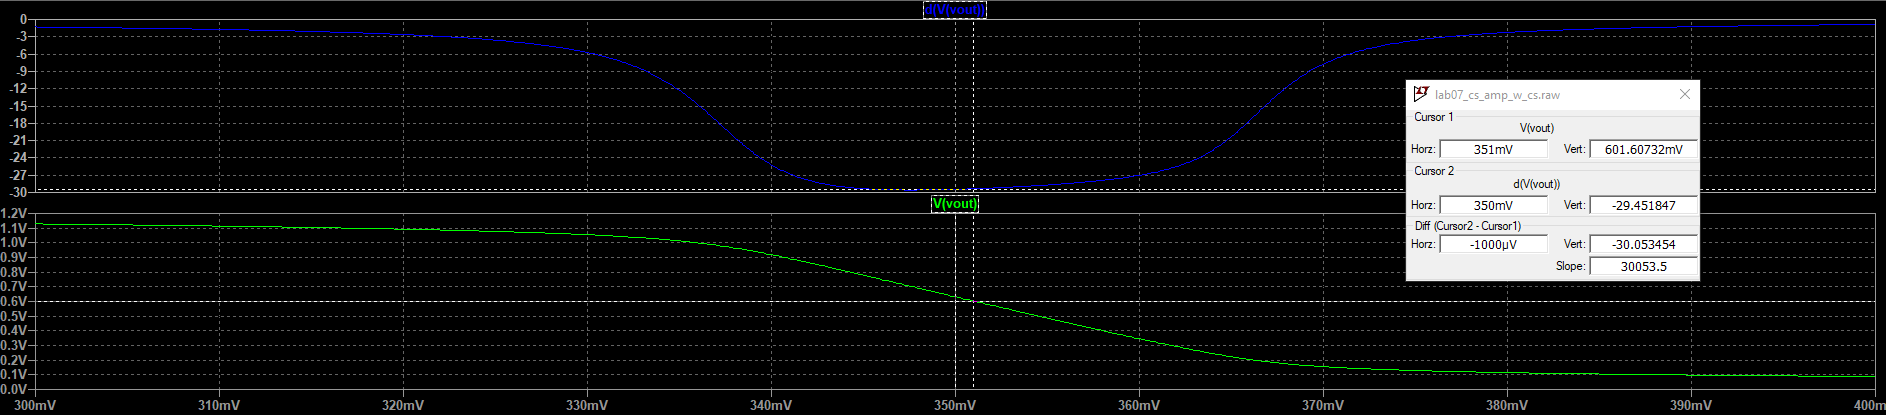 d(V(vout))
0
-3
-6
-9
-12
-15
-18
-21
-24
-27
-30
V(vout)
1.2V
1.1V
1.0V
0.9V
0.8V
0.7V
0.6V
0.5V
0.4V
0.3V
0.2V
0.1V
0.0V
300mV 310mV 320mV 330mV 340mV 350mV 360mV 370mV 380mV 390mV 400m
lab07_cs_amp_w_cs.raw
Cursor 1
V(vout)
Horz: 351mV Vert: 601.60732mV
Cursor 2
d(V(vout))
Horz: 350mV Vert: -29.451847
Diff (Cursor2 - Cursor1)
Horz: -1000µV Vert: -30.053454
Slope: 30053.5